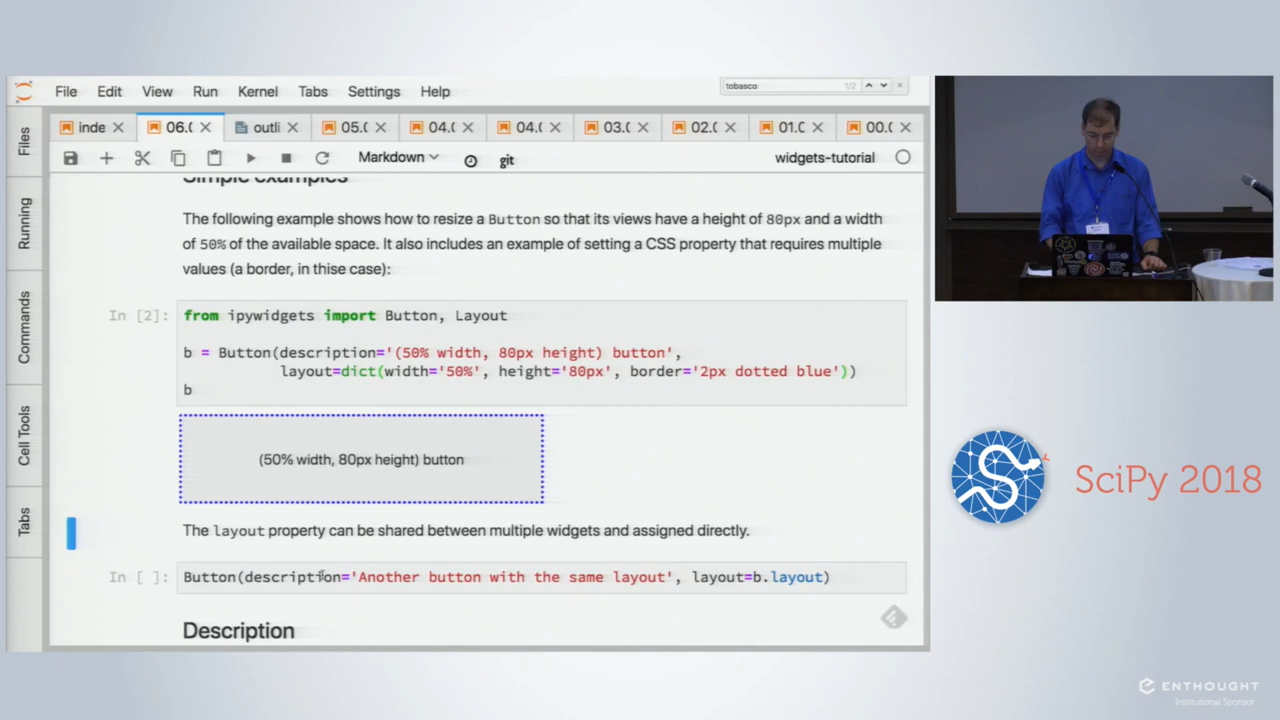 File Edit View Run Kernel Tabs Settings Help
tobasco 1/2
inde 06.( outli 05.( 04.( 04.( 03.( 02.( 01.( 00.(
Markdown git widgets-tutorial
Files
Running
Commands
Cell Tools
Tabs
Simple examples
The following example shows how to resize a Button so that its views have a height of 80px and a width
of 50% of the available space. It also includes an example of setting a CSS property that requires multiple
values (a border, in thise case):
In [2]:
from ipywidgets import Button, Layout
b = Button(description='(50% width, 80px height) button',
layout=dict(width='50%', height='80px', border='2px dotted blue'))
b
(50% width, 80px height) button
The layout property can be shared between multiple widgets and assigned directly.
In [ ]:
Button(description='Another button with the same layout', layout=b.layout)
Description
SciPy 2018
ENTHOUGHT
Institutional Sponsor